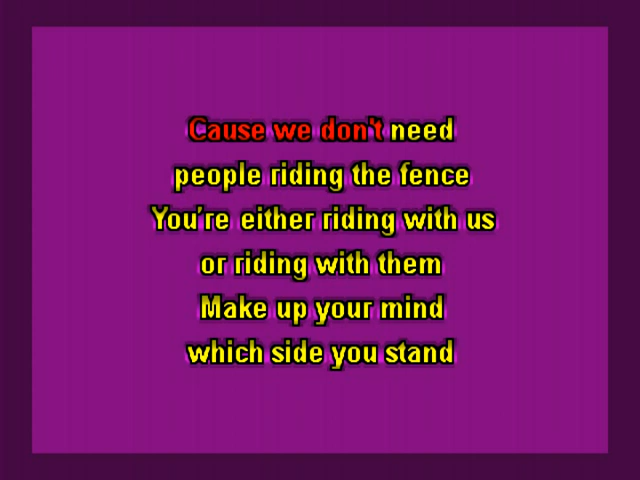 Cause we don't need
people riding the fence
You're either riding with us
or riding with them
Make up your mind
which side you stand